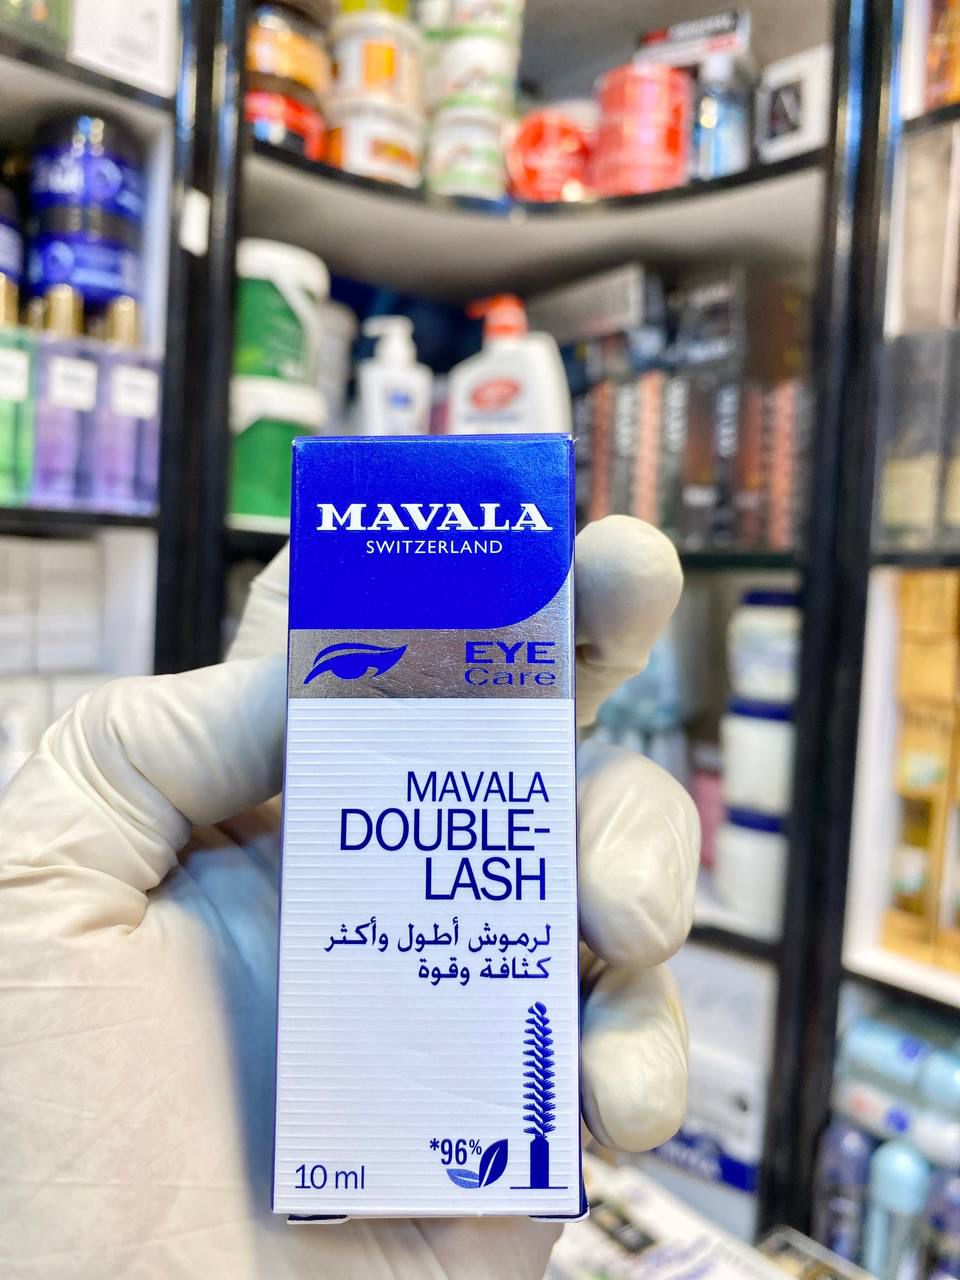 MAVALA
SWITZERLAND
EYE
Care
MAVALA
DOUBLE-
LASH
لرموش أطول وأكثر
كثافة وقوة
*96%
10 ml